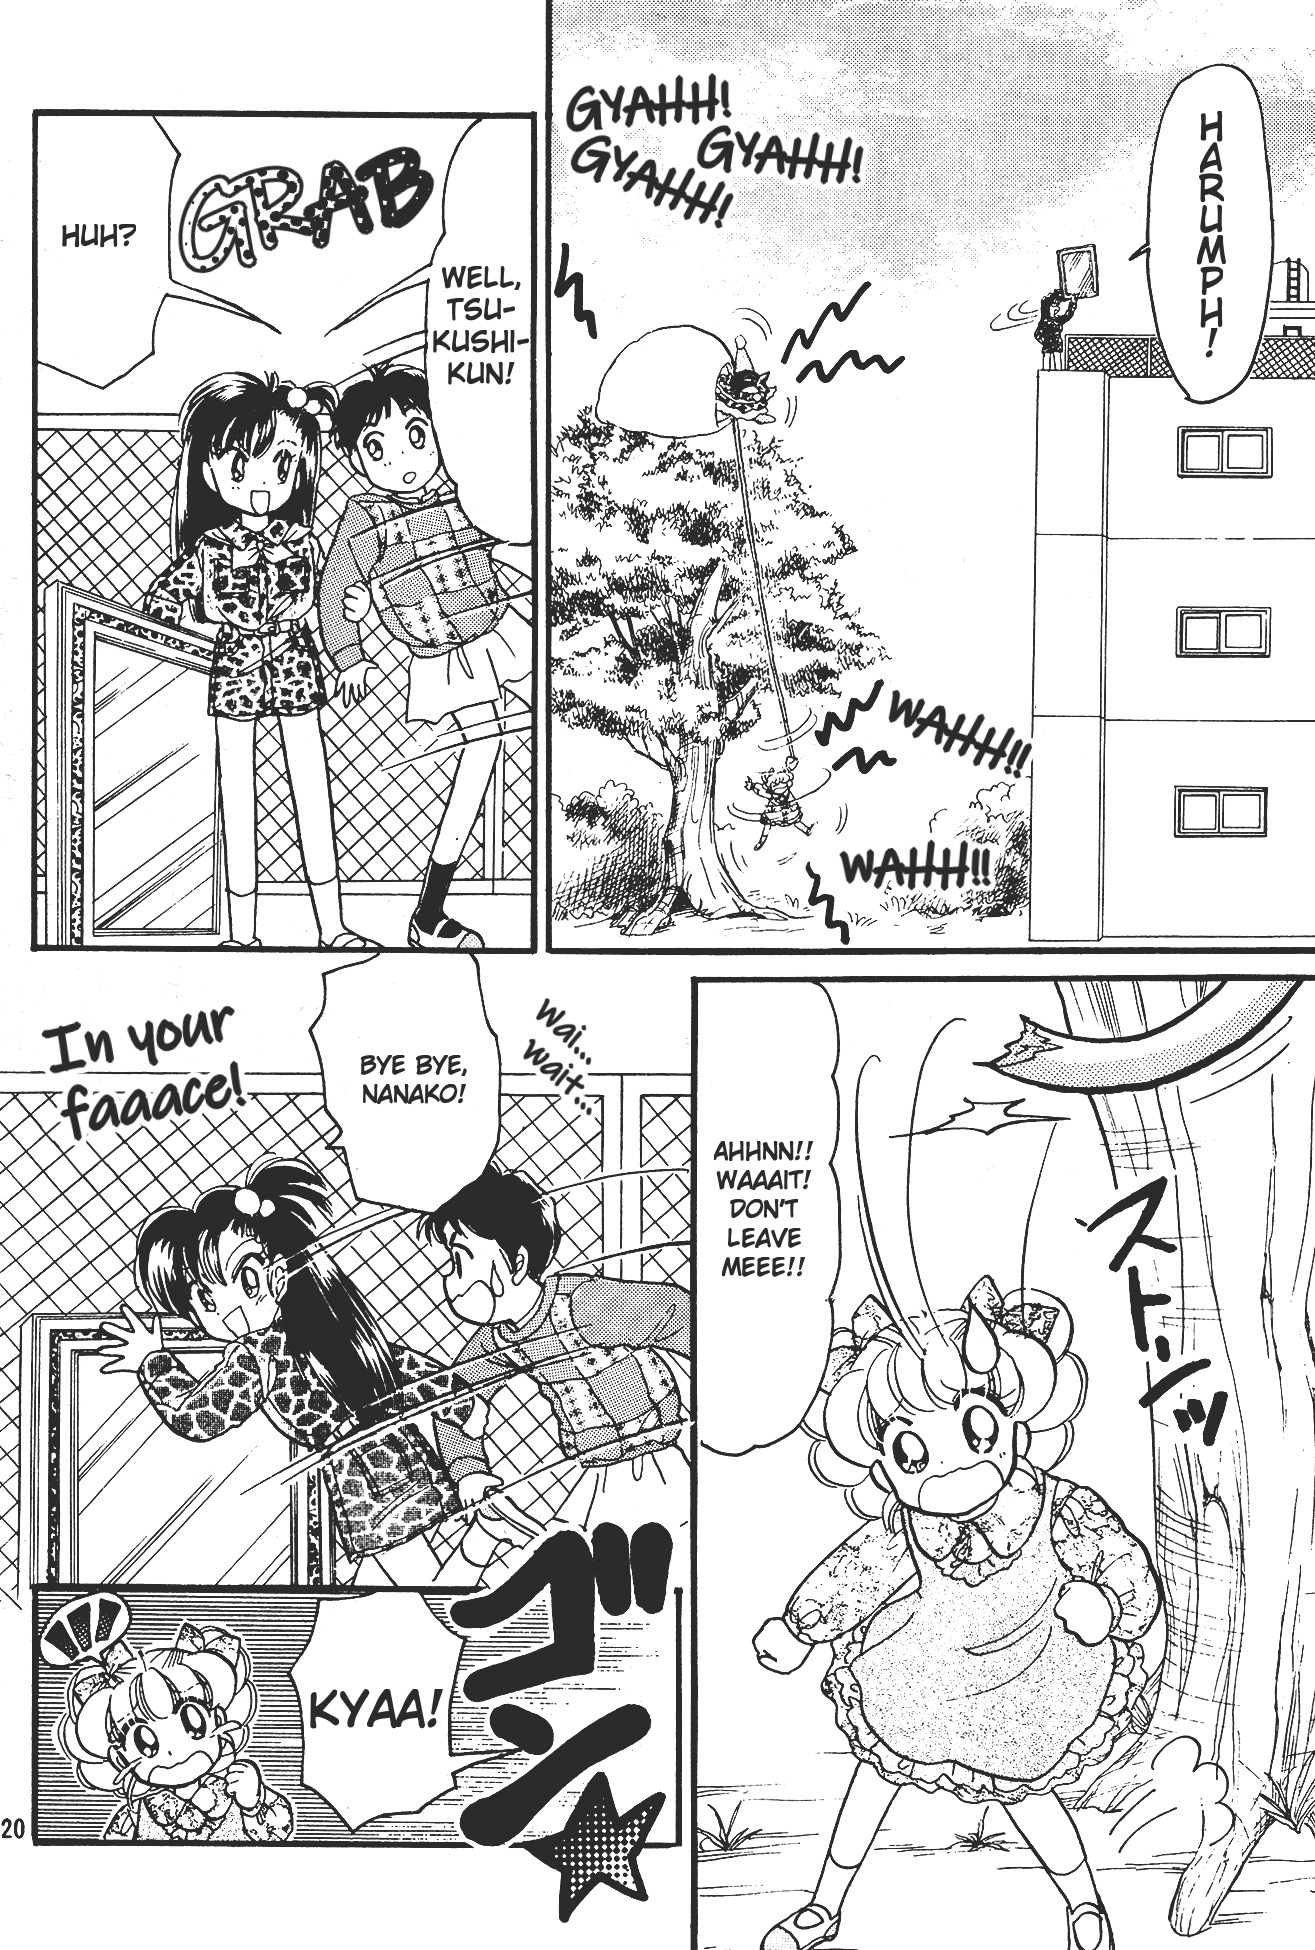 HARUMPH!
GYAHH!
GYAHH!
GYAHH!
WAHH!!
WAHH!!
GRAB
WELL,
TSU-
KUSHI-
KUN!
HUH?
AHHNN!!
WAAAIT!
DON'T
LEAVE
MEEE!!
ストンッ
Wai...
wait...
BYE BYE,
NANAKO!
In your
faaace!
ゴン
KYAA!
20